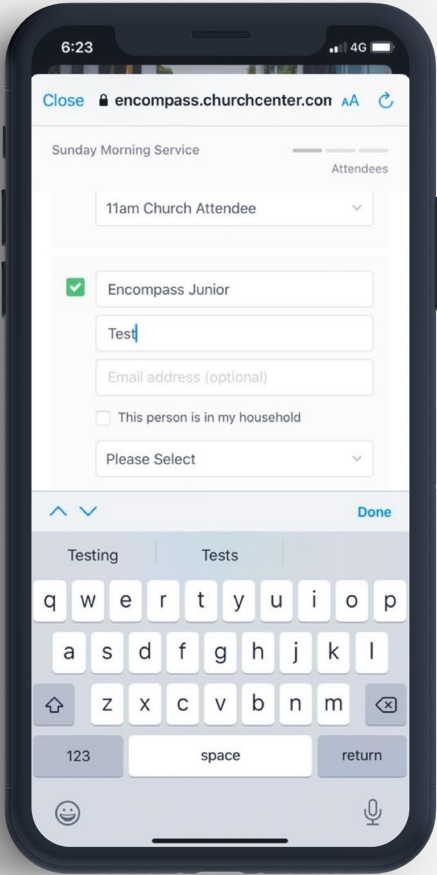 6:23
4G
Close encompass.churchcenter.con AA
Sunday Morning Service
Attendees
11am Church Attendee
Encompass Junior
Test
Email address (optional)
This person is in my household
Please Select
Done
Testing Tests
q w e r t y u i o p
a s d f g h j k l
z x c v b n m
123 space return